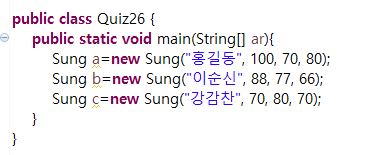 public class Quiz26 {
public static void main(String[] ar){
Sung a=new Sung("홍길동", 100, 70, 80);
Sung b=new Sung("이순신", 88, 77, 66);
Sung c=new Sung("강감찬", 70, 80, 70);
}
}